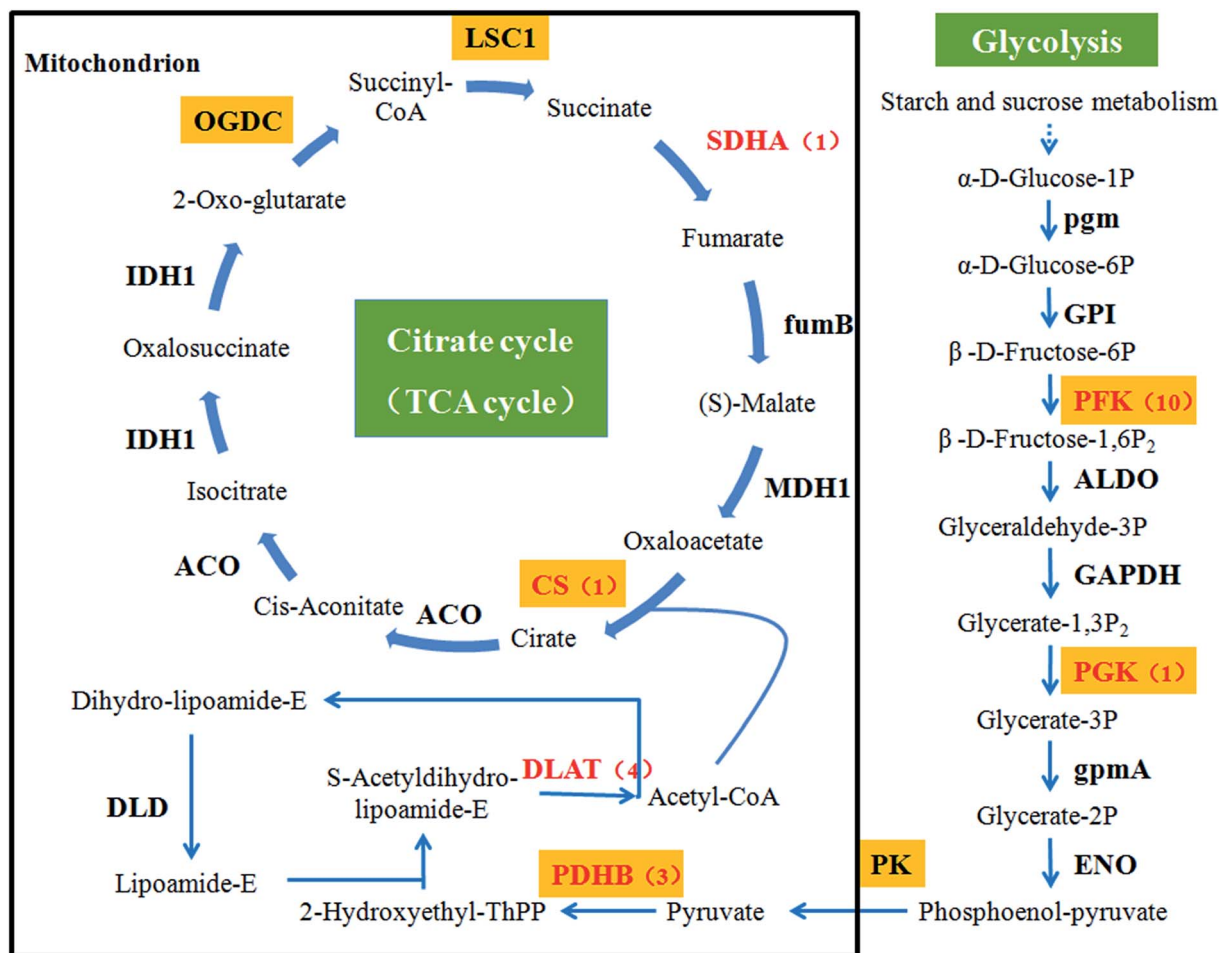 Mitochondrion
LSC1
Succinyl-
CoA
Succinate
OGDC
SDHA（1）
2-Oxo-glutarate
Fumarate
IDH1
fumB
Oxalosuccinate
Citrate cycle
（TCA cycle）
(S)-Malate
IDH1
MDH1
Isocitrate
Oxaloacetate
ACO
CS（1）
Cis-Aconitate
ACO
Cirate
Dihydro-lipoamide-E
S-Acetyldihydro-
lipoamide-E
DLAT（4）
Acetyl-CoA
DLD
Lipoamide-E
PDHB（3）
2-Hydroxyethyl-ThPP
Pyruvate
PK
Glycolysis
Starch and sucrose metabolism
α-D-Glucose-1P
pgm
α-D-Glucose-6P
GPI
β-D-Fructose-6P
PFK（10）
β-D-Fructose-1,6P₂
ALDO
Glyceraldehyde-3P
GAPDH
Glycerate-1,3P₂
PGK（1）
Glycerate-3P
gpmA
Glycerate-2P
ENO
Phosphoenol-pyruvate